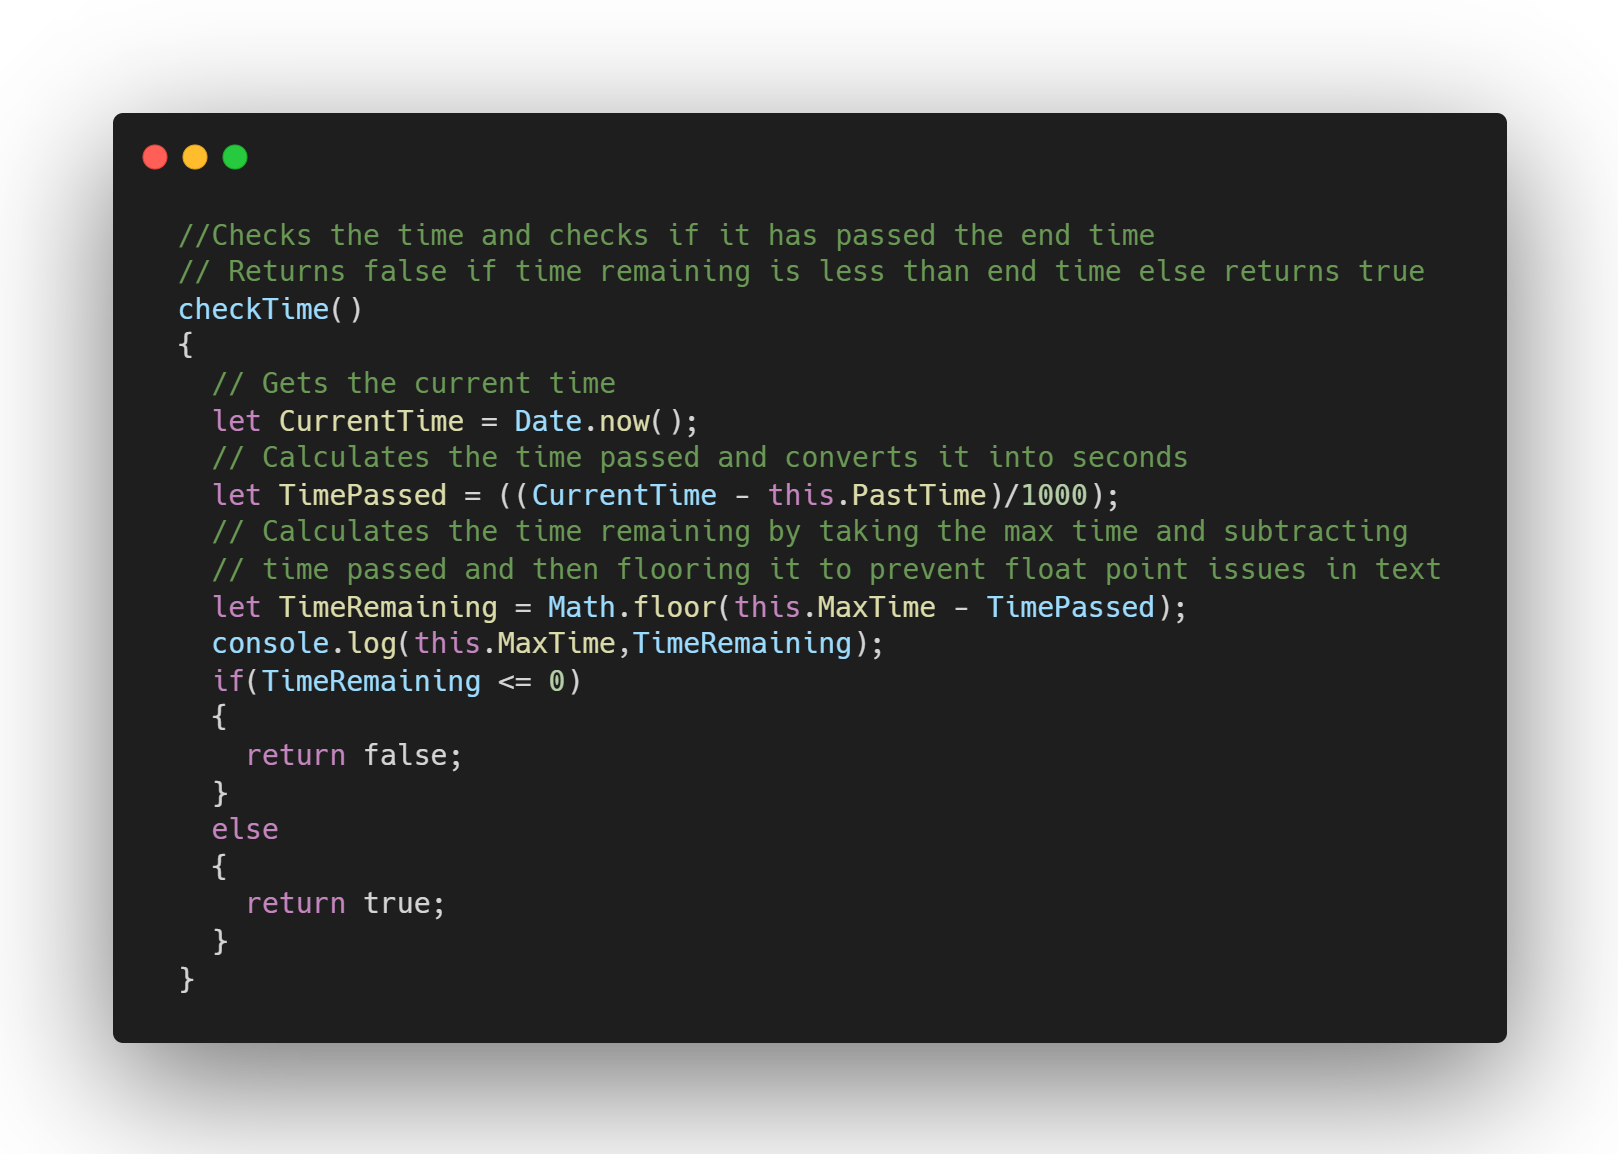 //Checks the time and checks if it has passed the end time
// Returns false if time remaining is less than end time else returns true
checkTime()
{
  // Gets the current time
  let CurrentTime = Date.now();
  // Calculates the time passed and converts it into seconds
  let TimePassed = ((CurrentTime - this.PastTime)/1000);
  // Calculates the time remaining by taking the max time and subtracting
  // time passed and then flooring it to prevent float point issues in text
  let TimeRemaining = Math.floor(this.MaxTime - TimePassed);
  console.log(this.MaxTime,TimeRemaining);
  if(TimeRemaining <= 0)
  {
    return false;
  }
  else
  {
    return true;
  }
}